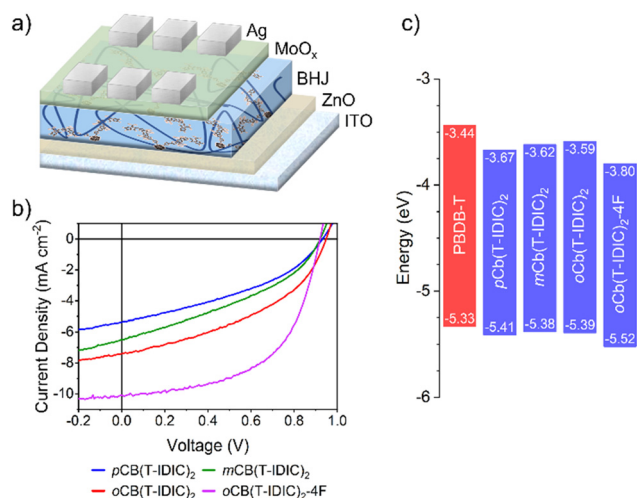 a)
Ag
MoOx
BHJ
ZnO
ITO
b)
Current Density (mA cm-2)
0
-2
-4
-6
-8
-10
-0.2 0.0 0.2 0.4 0.6 0.8 1.0
Voltage (V)
pCB(T-IDIC)2 mCB(T-IDIC)2
oCB(T-IDIC)2 oCB(T-IDIC)2-4F
c)
Energy (eV)
-3
-4
-5
-6
-3.44
PBDB-T
-5.33
-3.67
pCb(T-IDIC)2
-5.41
-3.62
mCb(T-IDIC)2
-5.38
-3.59
oCb(T-IDIC)2
-5.39
-3.80
oCb(T-IDIC)2-4F
-5.52